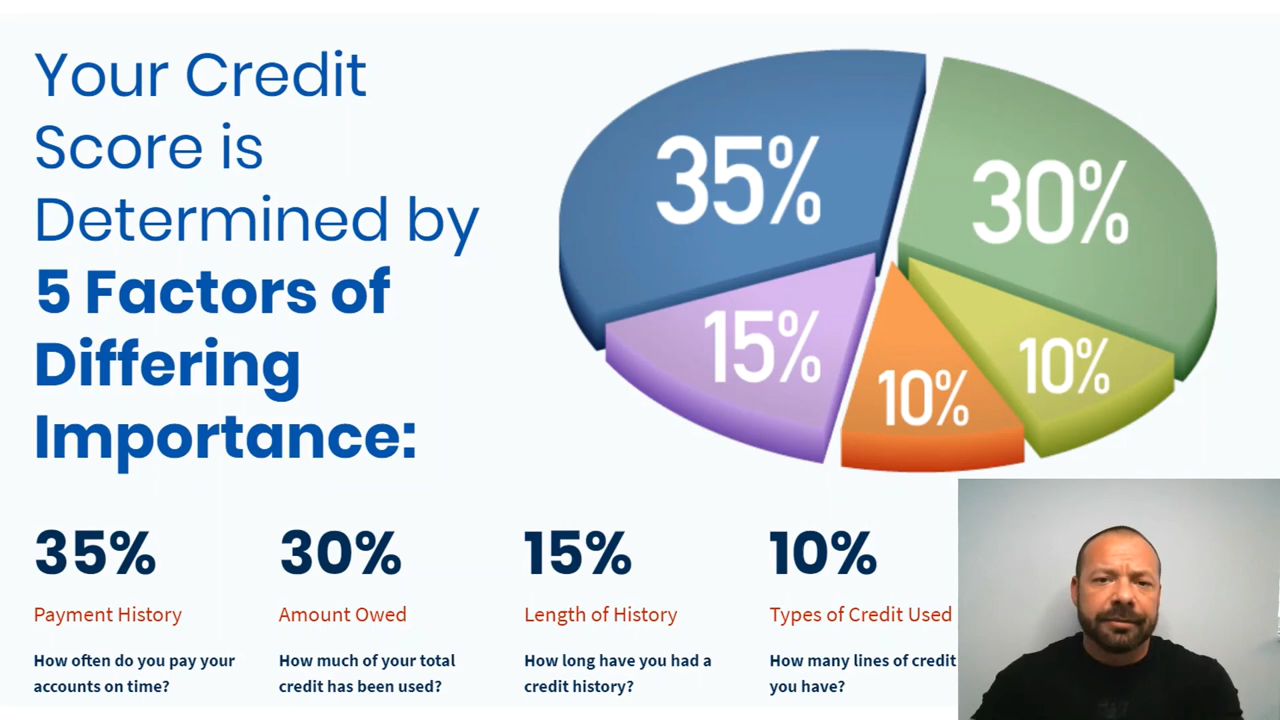 Your Credit
Score is
Determined by
5 Factors of
Differing
Importance:
35%
30%
15%
10%
10%
35%
Payment History
How often do you pay your
accounts on time?
30%
Amount Owed
How much of your total
credit has been used?
15%
Length of History
How long have you had a
credit history?
10%
Types of Credit Used
How many lines of credit
you have?